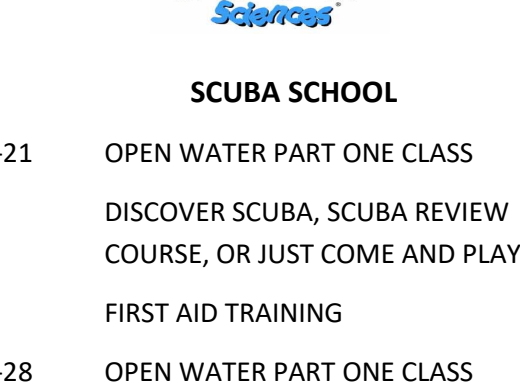 Sciences®
SCUBA SCHOOL
-21 OPEN WATER PART ONE CLASS
DISCOVER SCUBA, SCUBA REVIEW
COURSE, OR JUST COME AND PLAY
FIRST AID TRAINING
-28 OPEN WATER PART ONE CLASS